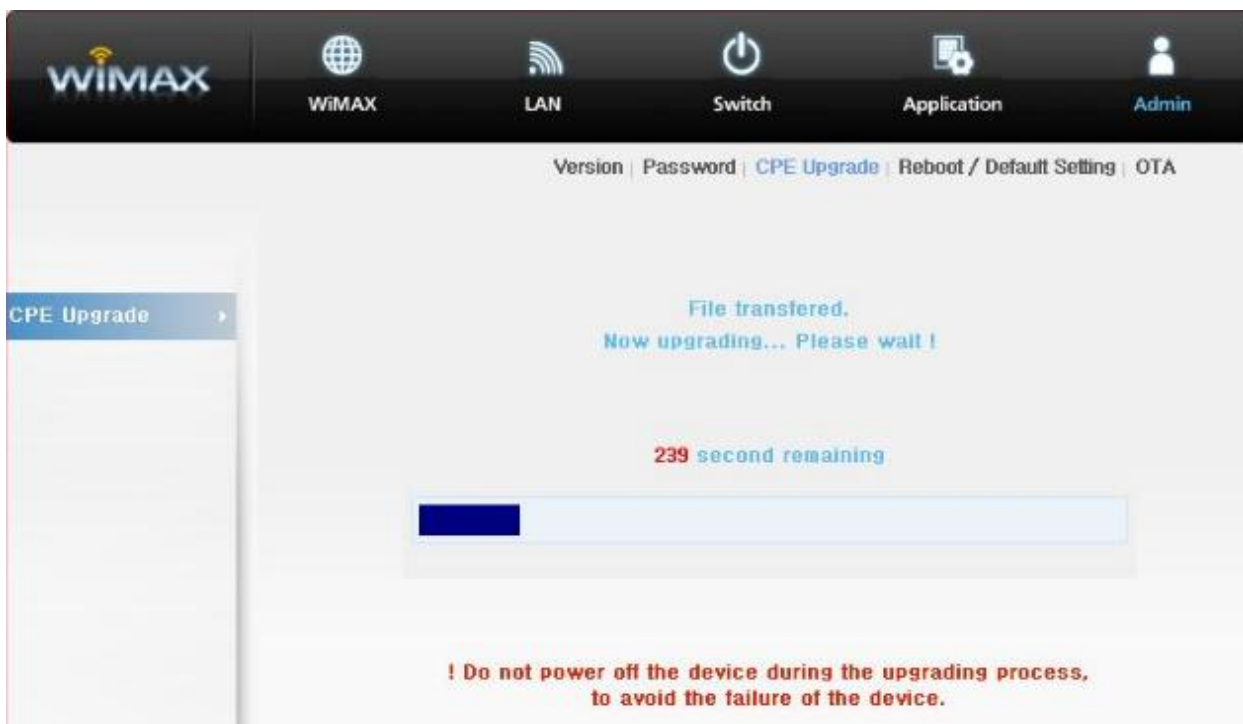 WiMAX
WiMAX LAN Switch Application Admin
Version | Password | CPE Upgrade | Reboot / Default Setting | OTA
CPE Upgrade
File transfered.
Now upgrading... Please wait !
239 second remaining
! Do not power off the device during the upgrading process,
to avoid the failure of the device.